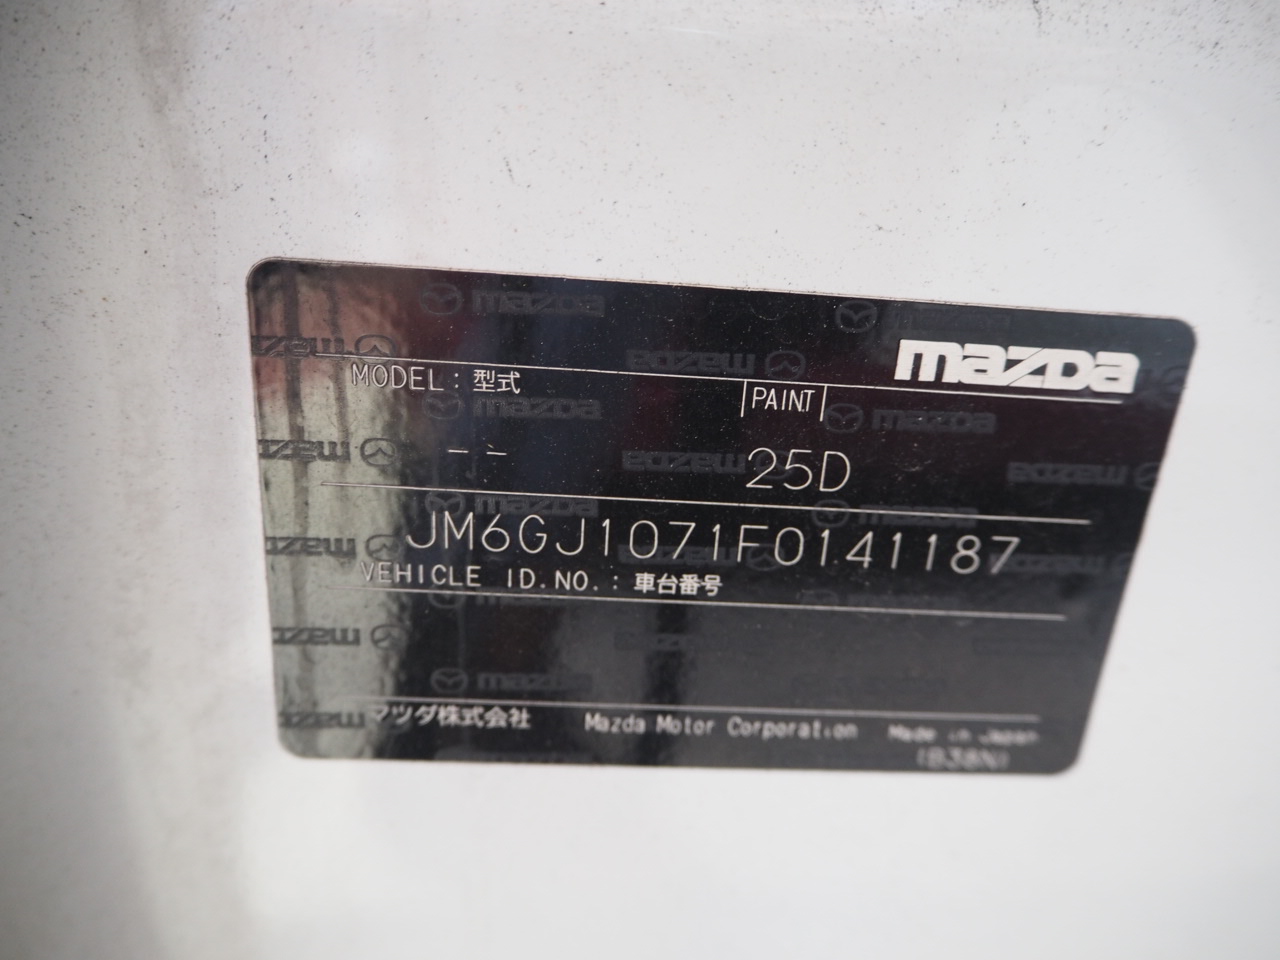 mazda
MODEL : 型式
PAINT
--
25D
JM6GJ1071F0141187
VEHICLE ID.NO.: 車台番号
マツダ株式会社 Mazda Motor Corporation Made in Japan
(B38N)